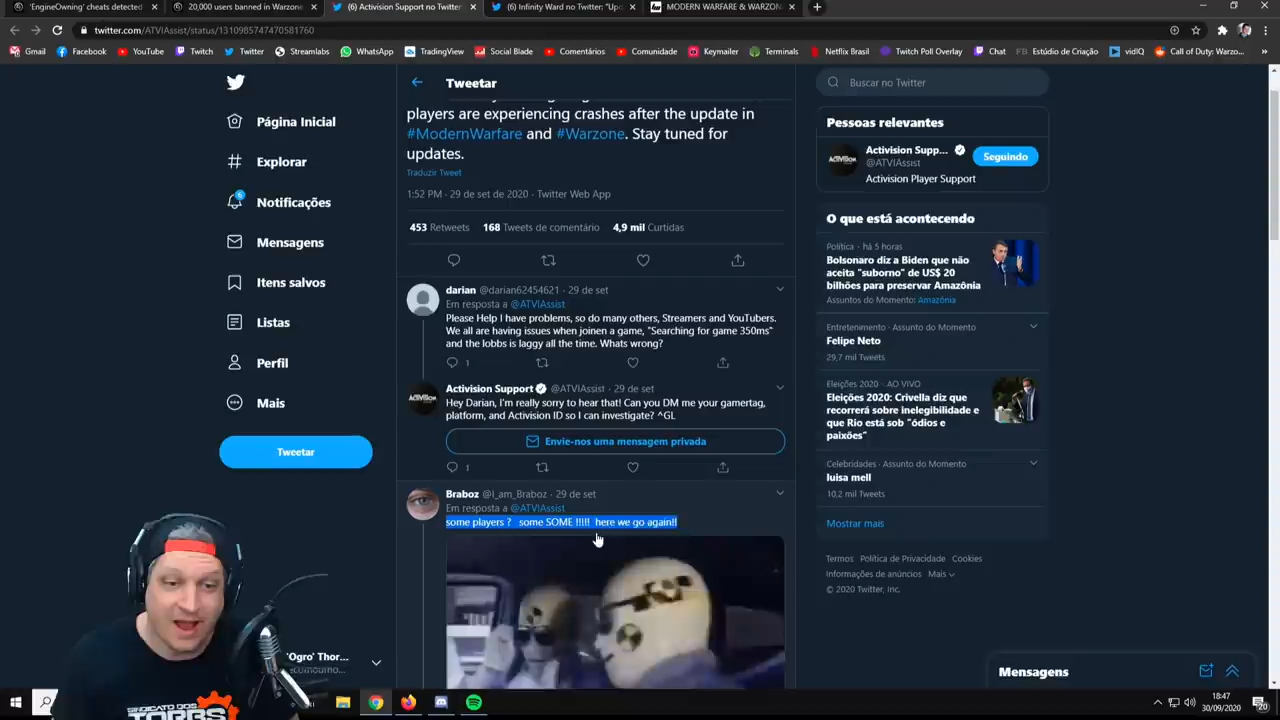 'EngineOwning' cheats detected
20,000 users banned in Warzone
(6) Activision Support no Twitter
(6) Infinity Ward no Twitter: "Up
MODERN WARFARE & WARZON
twitter.com/ATVIAssist/status/1310985747470581760
Gmail
Facebook
YouTube
Twitch
Twitter
Streamlabs
WhatsApp
TradingView
Social Blade
Comentários
Comunidade
Keymailer
Terminals
Netflix Brasil
Twitch Poll Overlay
Chat
Estúdio de Criação
vidIQ
Call of Duty: Warzo...
Página Inicial
Explorar
6
Notificações
Mensagens
Itens salvos
Listas
Perfil
Mais
Tweetar
'Ogro' Thor...
Tweetar
players are experiencing crashes after the update in
#ModernWarfare and #Warzone. Stay tuned for
updates.
Traduzir Tweet
1:52 PM · 29 de set de 2020 · Twitter Web App
453 Retweets 168 Tweets de comentário 4,9 mil Curtidas
darian @darian62454621 · 29 de set
Em resposta a @ATVIAssist
Please Help I have problems, so do many others, Streamers and YouTubers.
We all are having issues when joinen a game, "Searching for game 350ms"
and the lobbs is laggy all the time. Whats wrong?
1
Activision Support @ATVIAssist · 29 de set
Hey Darian, I'm really sorry to hear that! Can you DM me your gamertag,
platform, and Activision ID so I can investigate? ^GL
Envie-nos uma mensagem privada
1
Braboz @I_am_Braboz · 29 de set
Em resposta a @ATVIAssist
some players ? some SOME !!!!! here we go again!!
Buscar no Twitter
Pessoas relevantes
Activision Supp...
@ATVIAssist
Seguindo
Activision Player Support
O que está acontecendo
Política · há 5 horas
Bolsonaro diz a Biden que não
aceita "suborno" de US$ 20
bilhões para preservar Amazônia
Assuntos do Momento: Amazônia
Entretenimento · Assunto do Momento
Felipe Neto
29,7 mil Tweets
Eleições 2020 · AO VIVO
Eleições 2020: Crivella diz que
recorrerá sobre inelegibilidade e
que Rio está sob "ódios e
paixões"
Celebridades · Assunto do Momento
luisa mell
10,2 mil Tweets
Mostrar mais
Termos Política de Privacidade Cookies
Informações de anúncios Mais
© 2020 Twitter, Inc.
Mensagens
SINDICATO DOS
TORBS
18:47
30/09/2020
20